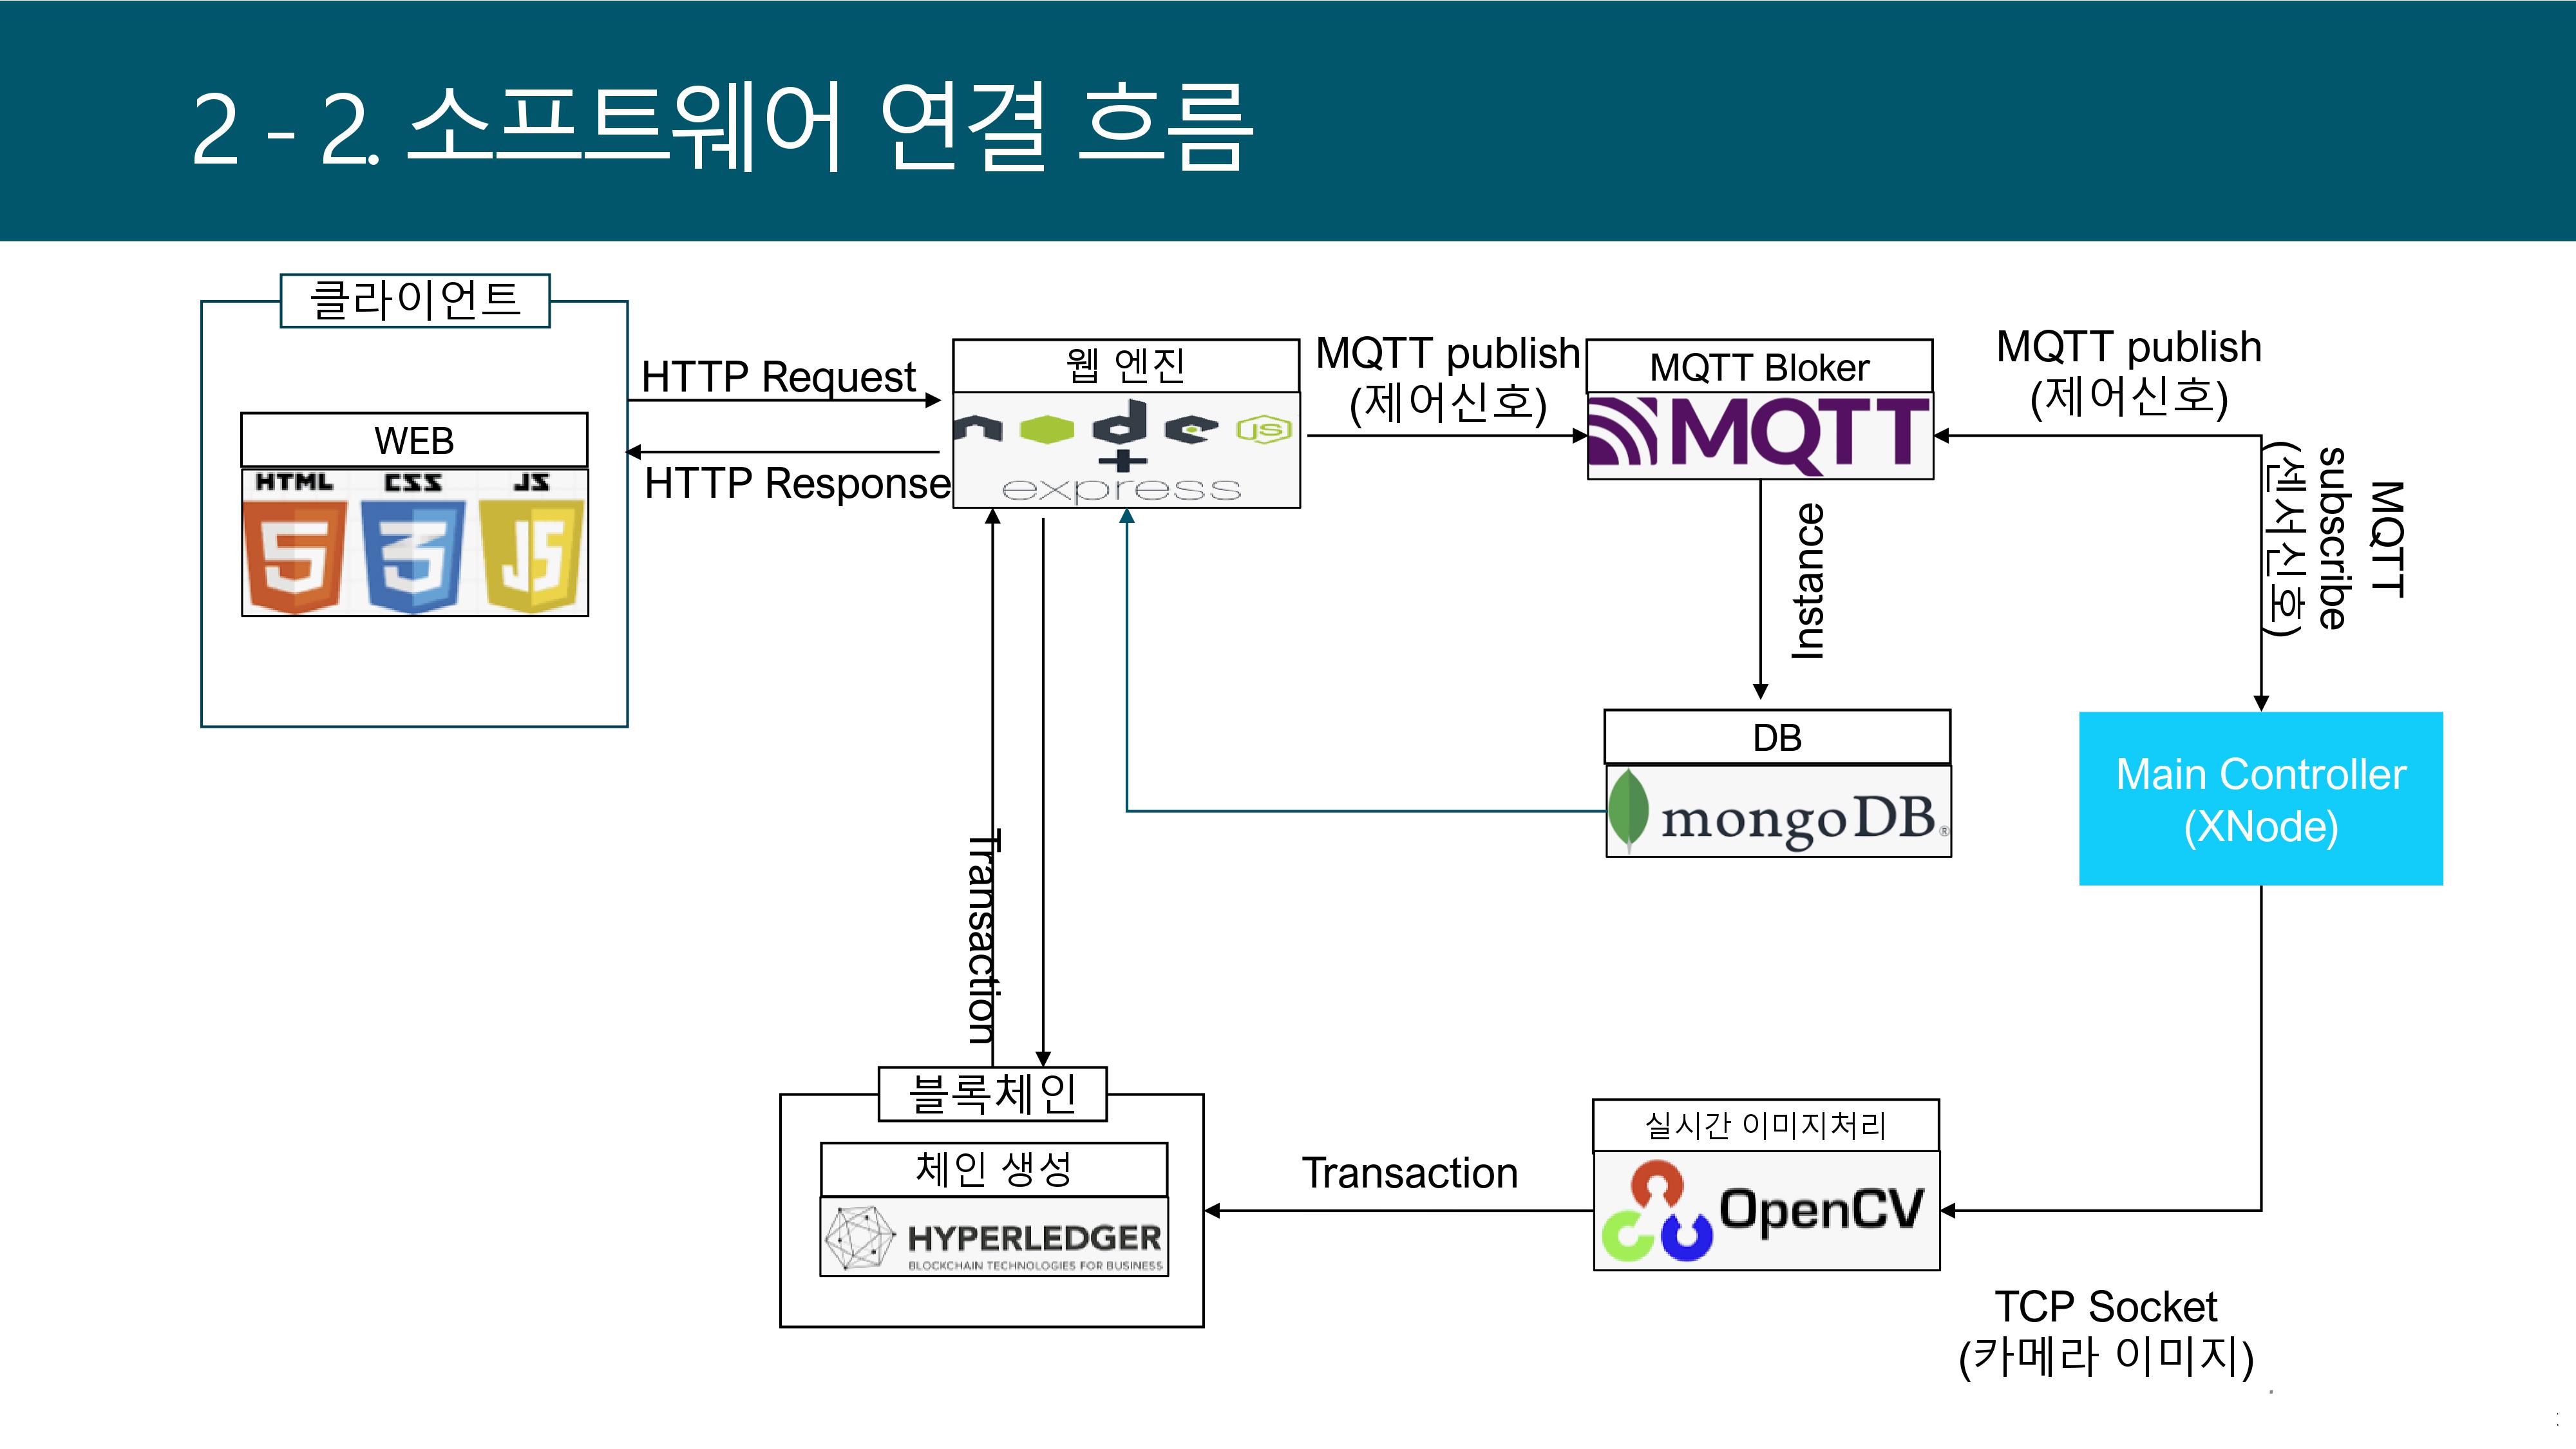 2 - 2. 소프트웨어 연결 흐름
클라이언트
WEB
HTML CSS JS
5 3 JS
HTTP Request
HTTP Response
웹 엔진
node JS
+
express
MQTT publish
(제어신호)
MQTT Bloker
MQTT
MQTT publish
(제어신호)
MQTT
subscribe
(센서신호)
Instance
DB
mongoDB®
Main Controller
(XNode)
Transaction
블록체인
체인 생성
HYPERLEDGER
BLOCKCHAIN TECHNOLOGIES FOR BUSINESS
Transaction
실시간 이미지처리
OpenCV
TCP Socket
(카메라 이미지)